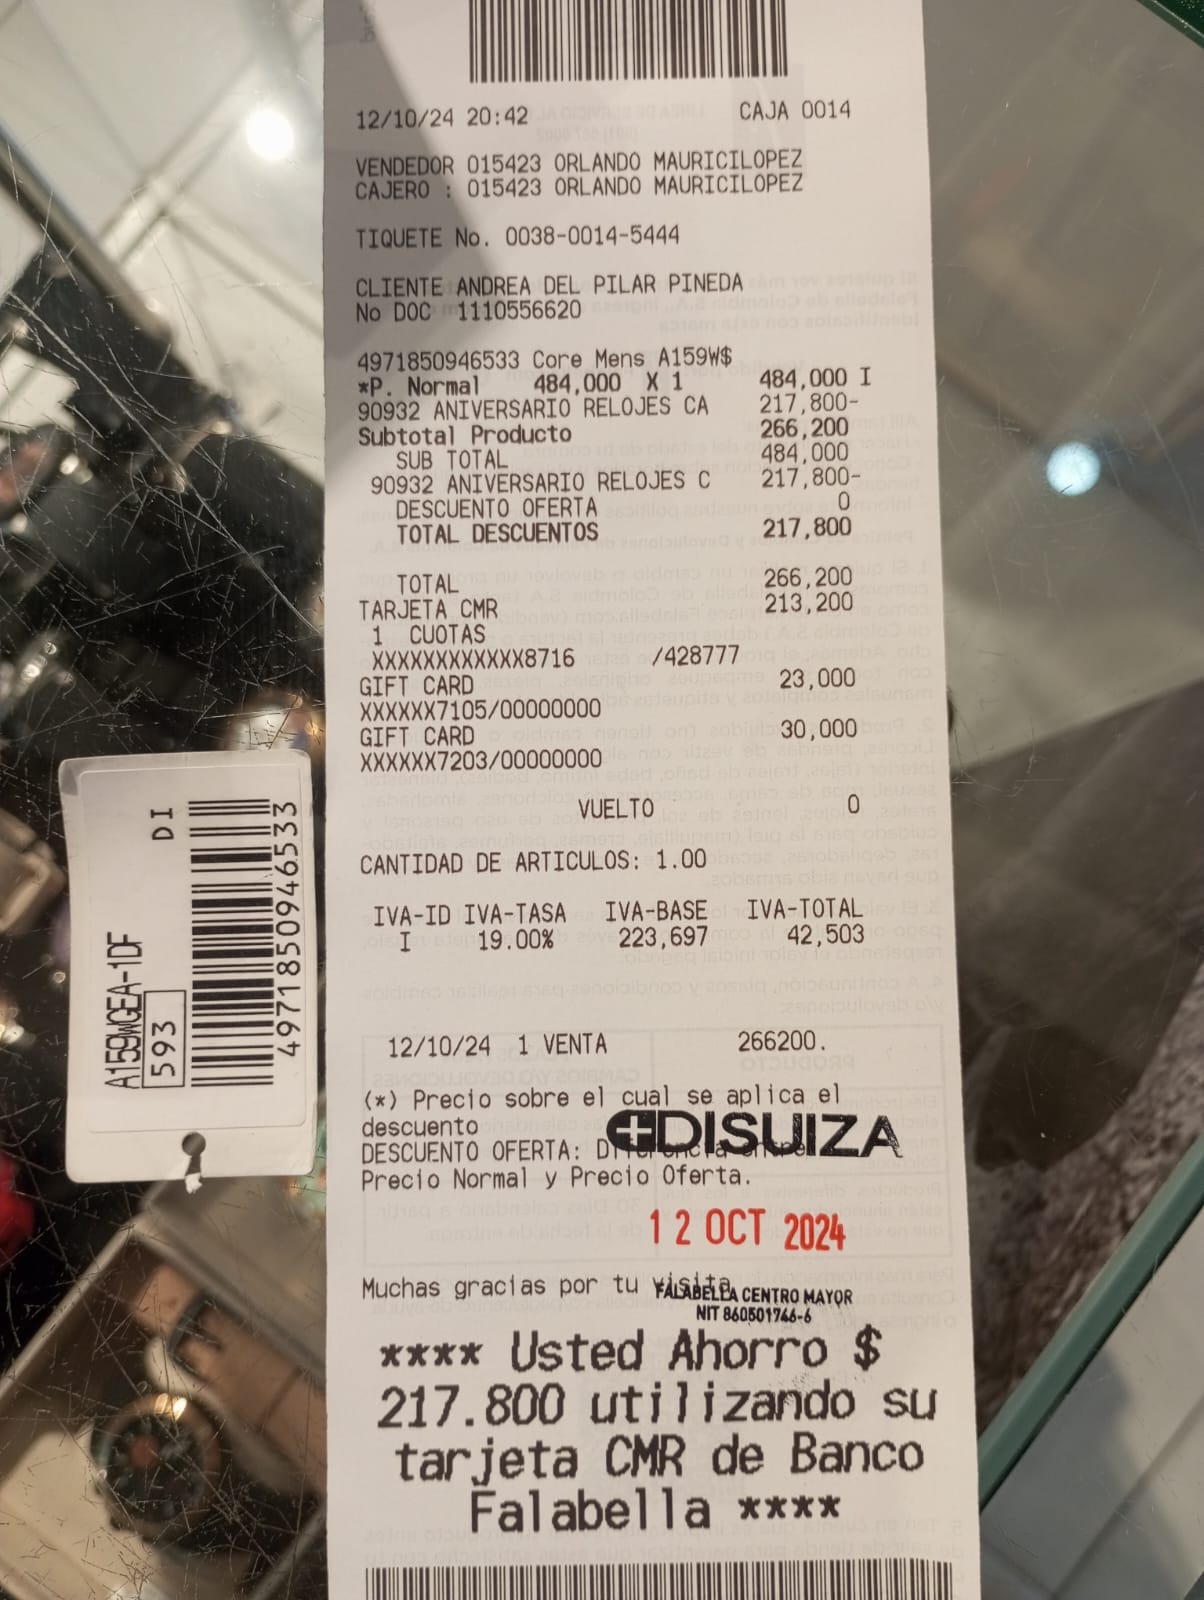 12/10/24 20:42 CAJA 0014
VENDEDOR 015423 ORLANDO MAURICILOPEZ
CAJERO : 015423 ORLANDO MAURICILOPEZ
TIQUETE No. 0038-0014-5444
CLIENTE ANDREA DEL PILAR PINEDA
No DOC 1110556620
4971850946533 Core Mens A159W$
*P. Normal 484,000 X 1 484,000 I
90932 ANIVERSARIO RELOJES CA 217,800-
Subtotal Producto 266,200
SUB TOTAL 484,000
90932 ANIVERSARIO RELOJES C 217,800-
DESCUENTO OFERTA 0
TOTAL DESCUENTOS 217,800
TOTAL 266,200
TARJETA CMR 213,200
1 CUOTAS
XXXXXXXXXXXX8716 /428777
GIFT CARD 23,000
XXXXXX7105/00000000
GIFT CARD 30,000
XXXXXX7203/00000000
VUELTO 0
CANTIDAD DE ARTICULOS: 1.00
IVA-ID IVA-TASA IVA-BASE IVA-TOTAL
I 19.00% 223,697 42,503
12/10/24 1 VENTA 266200.
(*) Precio sobre el cual se aplica el
descuento
DISUIZA
DESCUENTO OFERTA:
Precio Normal y Precio Oferta.
12 OCT 2024
Muchas gracias por tu visita
FALABELLA CENTRO MAYOR
NIT 860501766-6
**** Usted Ahorro $
217.800 utilizando su
tarjeta CMR de Banco
Falabella ****
DI
4971850946533
A159WGEA-1DF
593